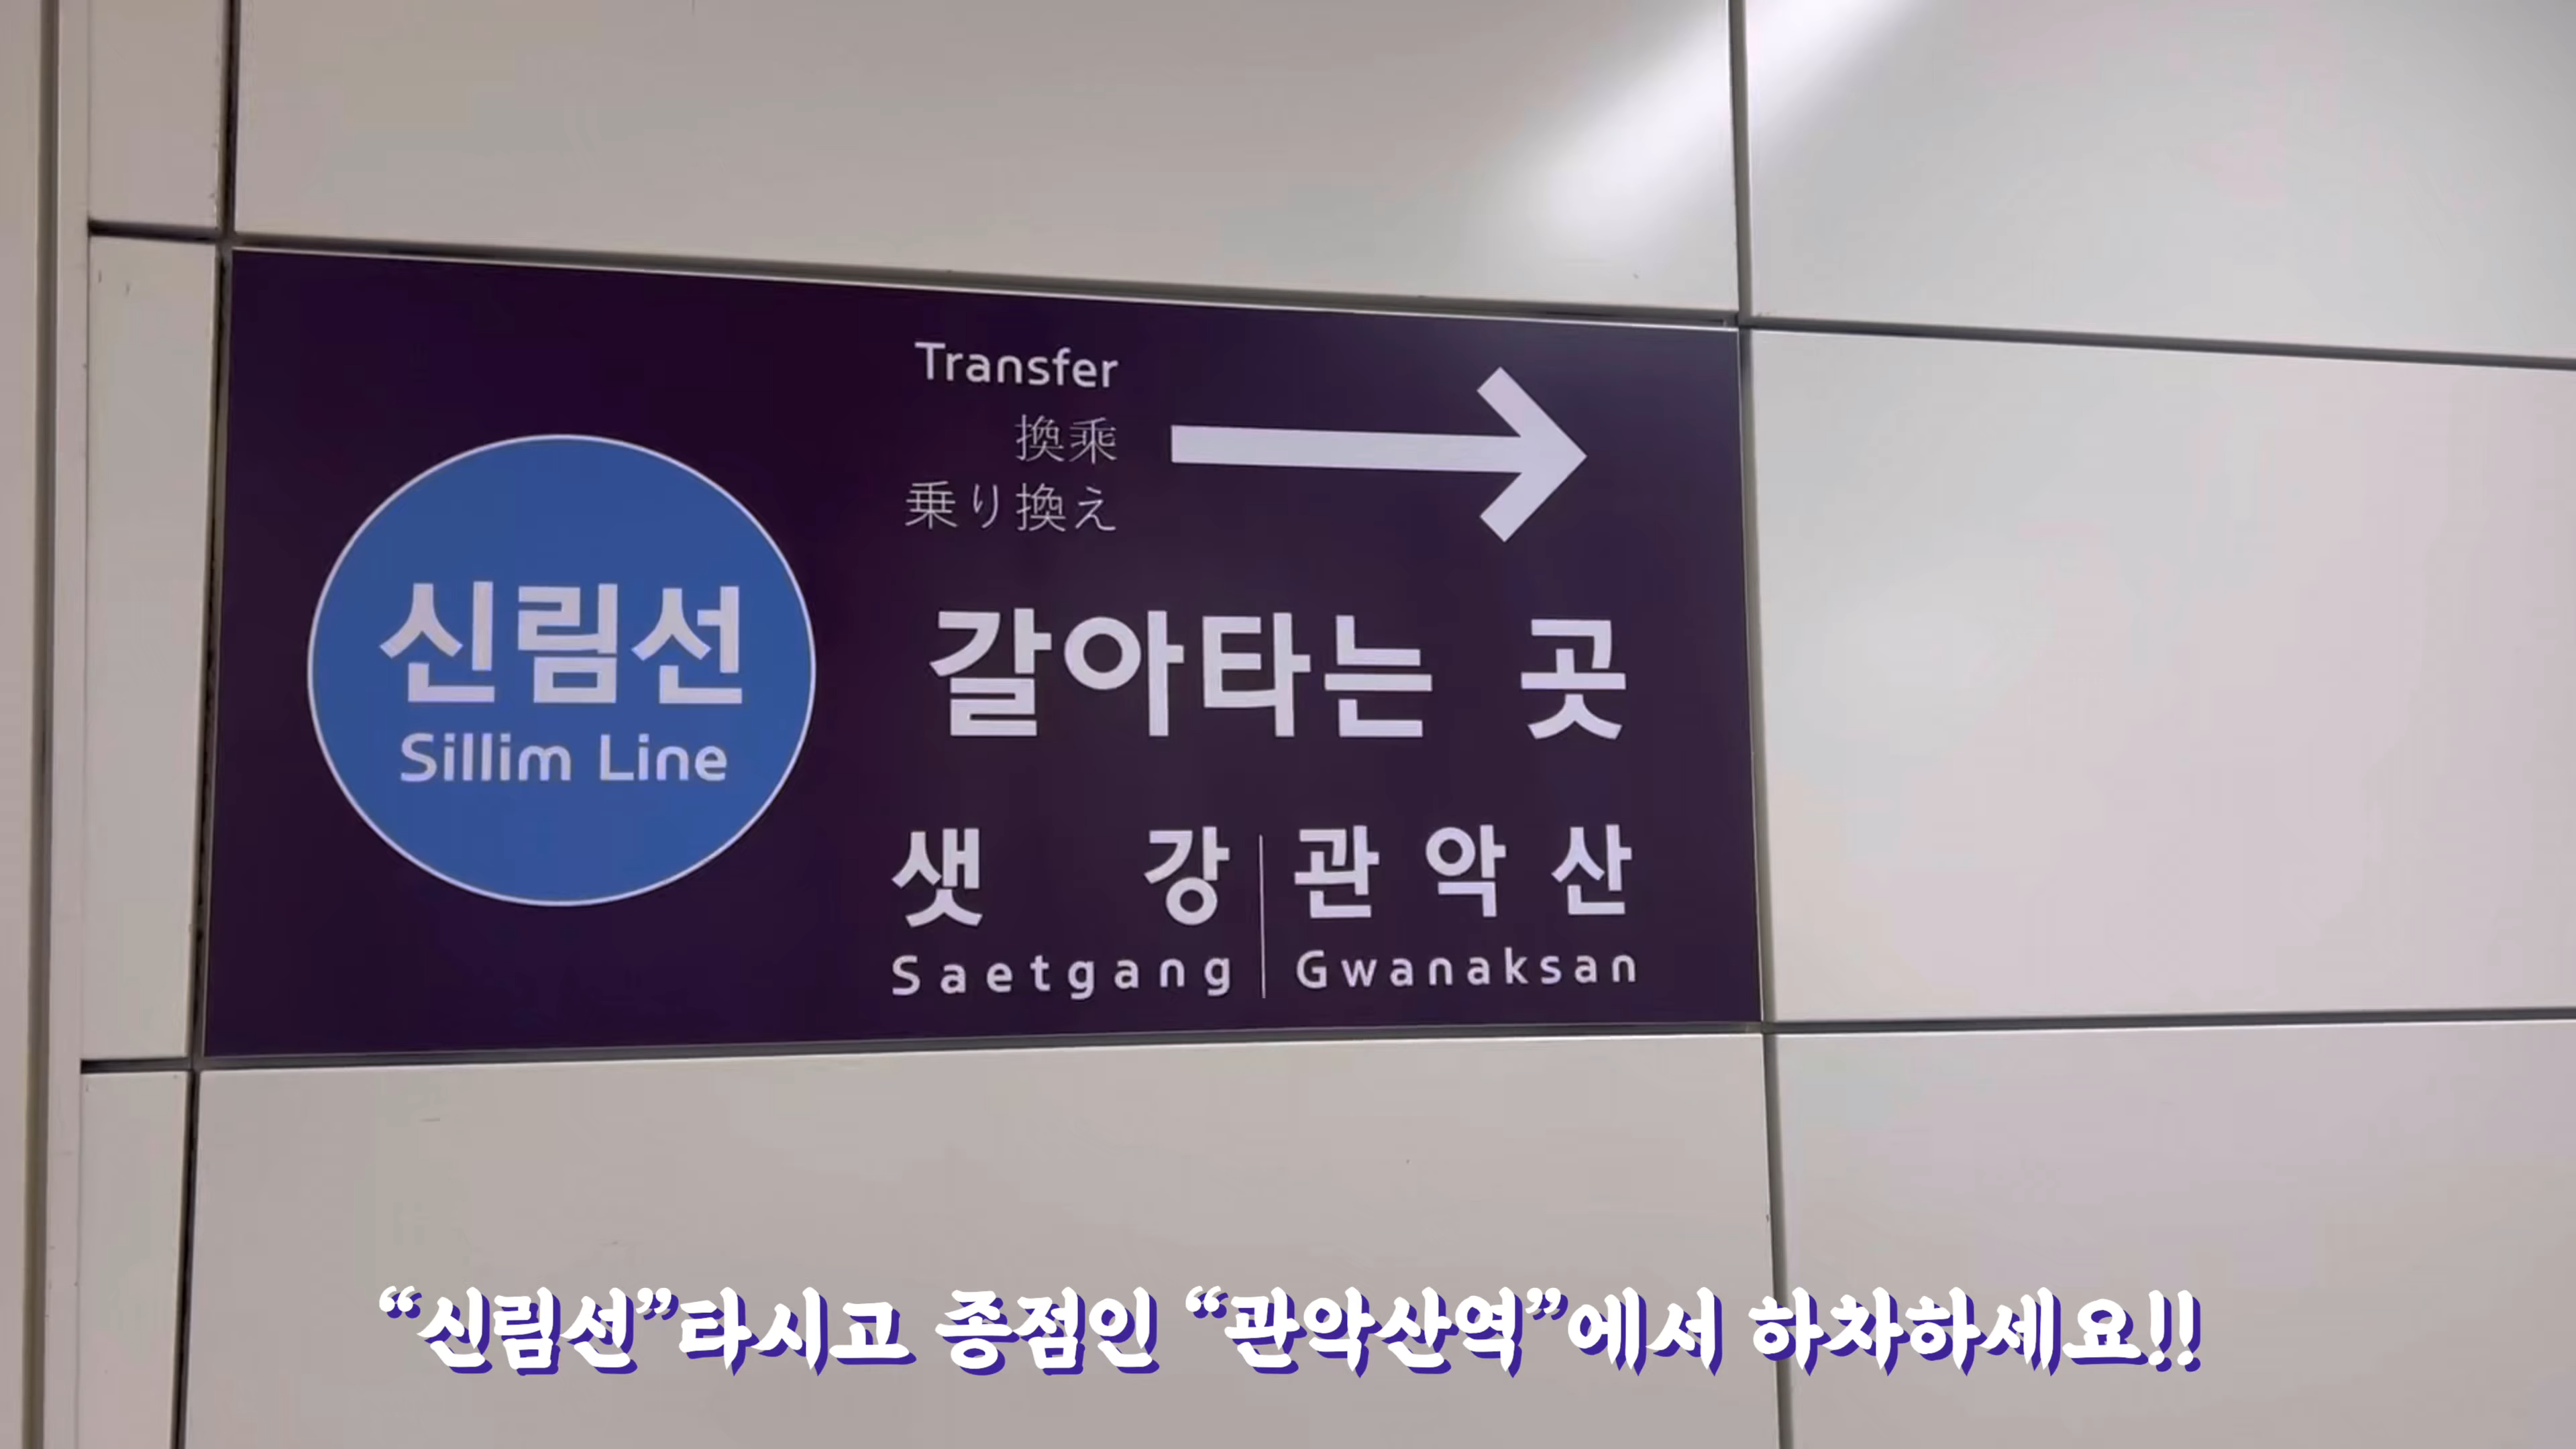 Transfer
換乘
乗り換え
갈아타는 곳
신림선
Sillim Line
샛강 관악산
Saetgang Gwanaksan
“신림선”타시고 종점인 “관악산역”에서 하차하세요!!